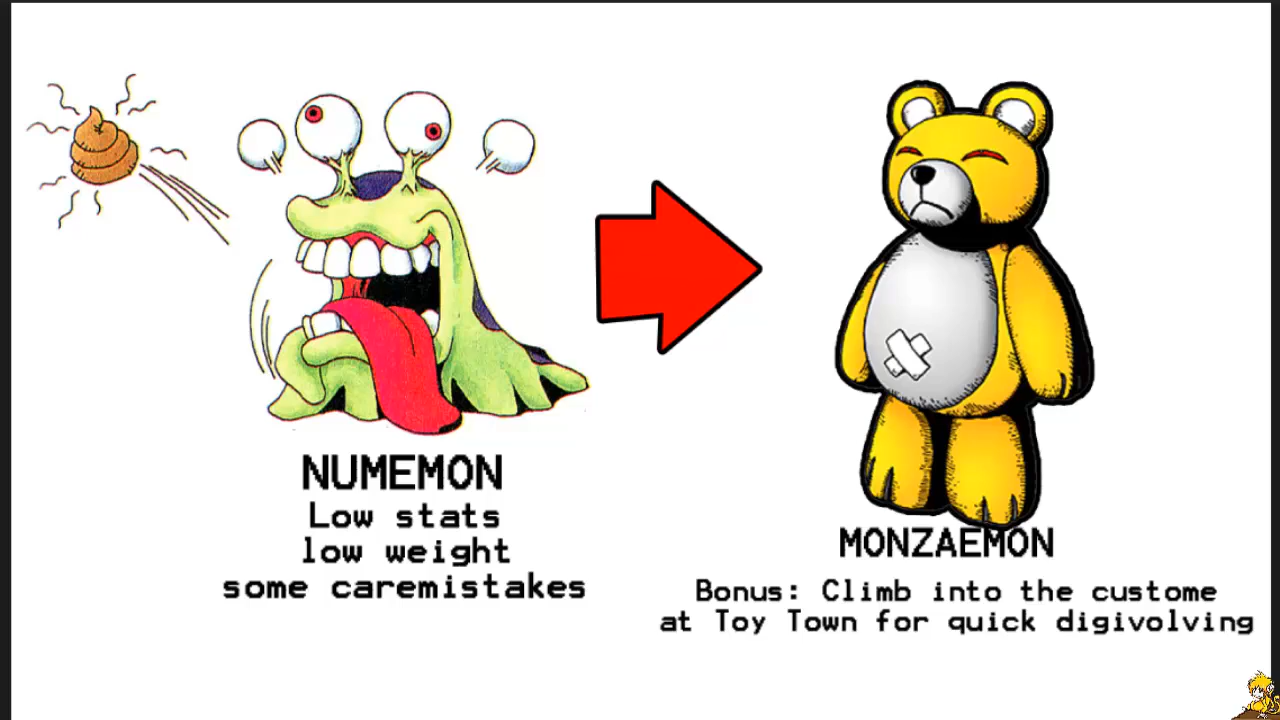 NUMEMON
Low stats
low weight
some caremistakes
MONZAEMON
Bonus: Climb into the custome
at Toy Town for quick digivolving